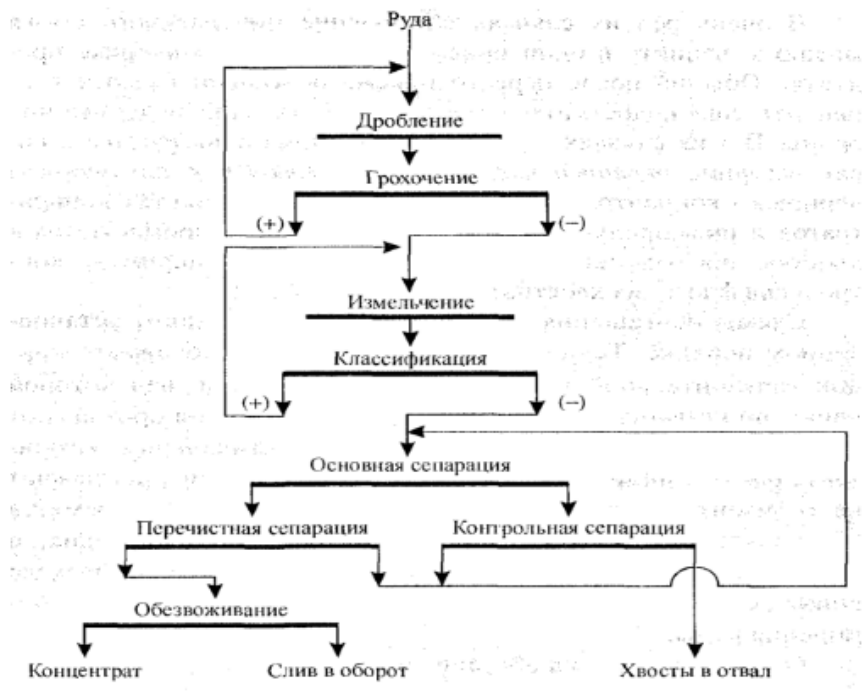 Руда
Дробление
Грохочение
(+) (−)
Измельчение
Классификация
(+) (−)
Основная сепарация
Перечистная сепарация Контрольная сепарация
Обезвоживание
Концентрат Слив в оборот Хвосты в отвал